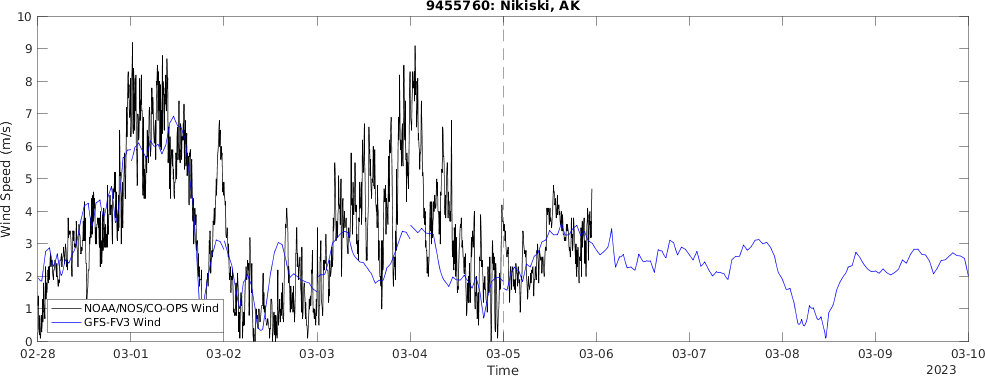 9455760: Nikiski, AK
10
9
8
7
6
5
4
3
2
1
0
Wind Speed (m/s)
NOAA/NOS/CO-OPS Wind
GFS-FV3 Wind
02-28 03-01 03-02 03-03 03-04 03-05 03-06 03-07 03-08 03-09 03-10
Time
2023